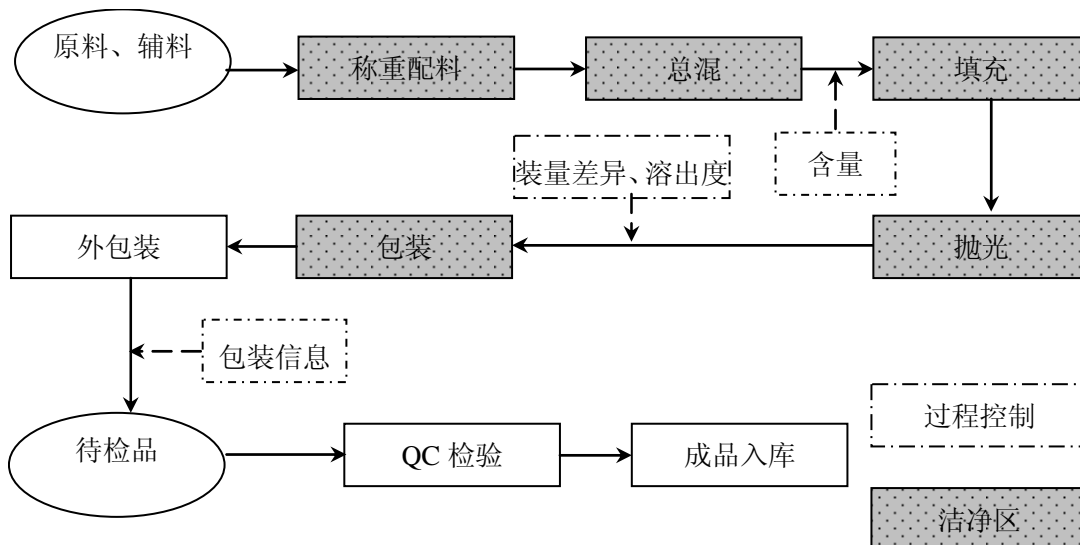 原料、辅料
称重配料
总混
填充
装量差异、溶出度
含量
外包装
包装
抛光
包装信息
过程控制
待检品
QC 检验
成品入库
洁净区